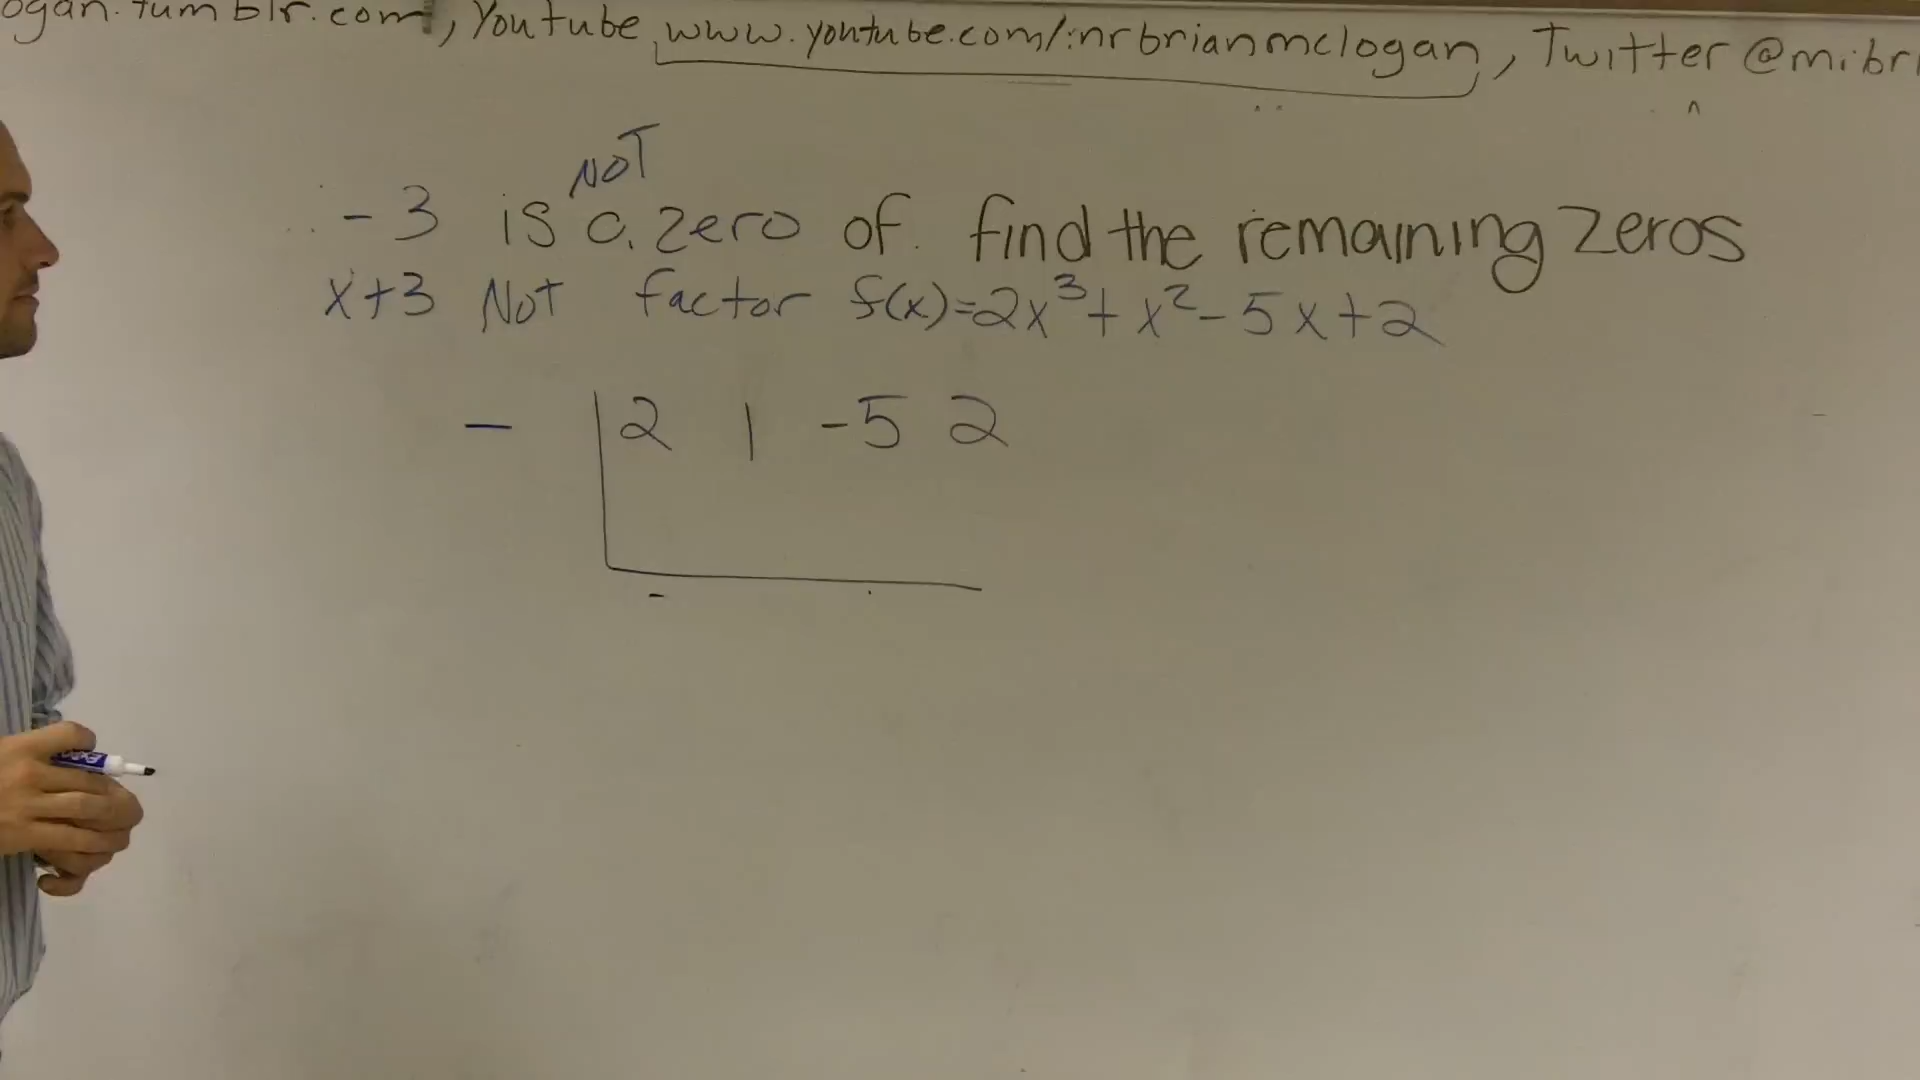 ogan.tumblr.com, Youtube www.youtube.com/mrbrianmclogan, Twitter
NOT
-3 is a zero of. find the remaining zeros
x+3 Not factor f(x)=2x³+x²-5x+2
- 2 1 -5 2
EXPO